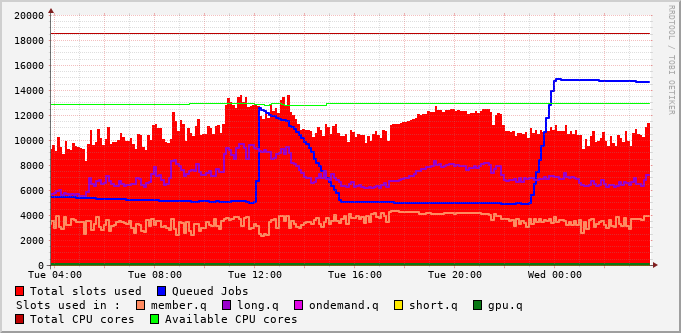 20000
18000
16000
14000
12000
10000
8000
6000
4000
2000
0
Tue 04:00 Tue 08:00 Tue 12:00 Tue 16:00 Tue 20:00 Wed 00:00
Total slots used Queued Jobs
Slots used in : member.q long.q ondemand.q short.q gpu.q
Total CPU cores Available CPU cores
RRDTOOL / TOBI OETIKER